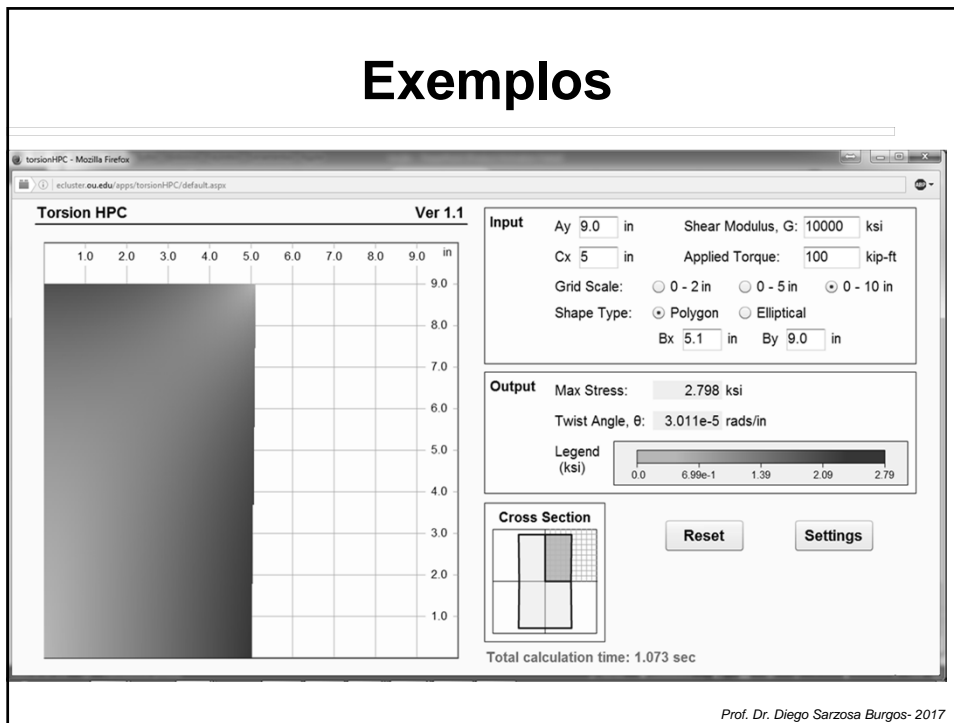 Exemplos
torsionHPC - Mozilla Firefox
ecluster.ou.edu/apps/torsionHPC/default.aspx
Torsion HPC Ver 1.1
1.0 2.0 3.0 4.0 5.0 6.0 7.0 8.0 9.0 in
9.0
8.0
7.0
6.0
5.0
4.0
3.0
2.0
1.0
Input
Ay 9.0 in Shear Modulus, G: 10000 ksi
Cx 5 in Applied Torque: 100 kip-ft
Grid Scale: 0 - 2 in 0 - 5 in 0 - 10 in
Shape Type: Polygon Elliptical
Bx 5.1 in By 9.0 in
Output
Max Stress: 2.798 ksi
Twist Angle, θ: 3.011e-5 rads/in
Legend
(ksi)
0.0 6.99e-1 1.39 2.09 2.79
Cross Section
Reset Settings
Total calculation time: 1.073 sec
Prof. Dr. Diego Sarzosa Burgos- 2017